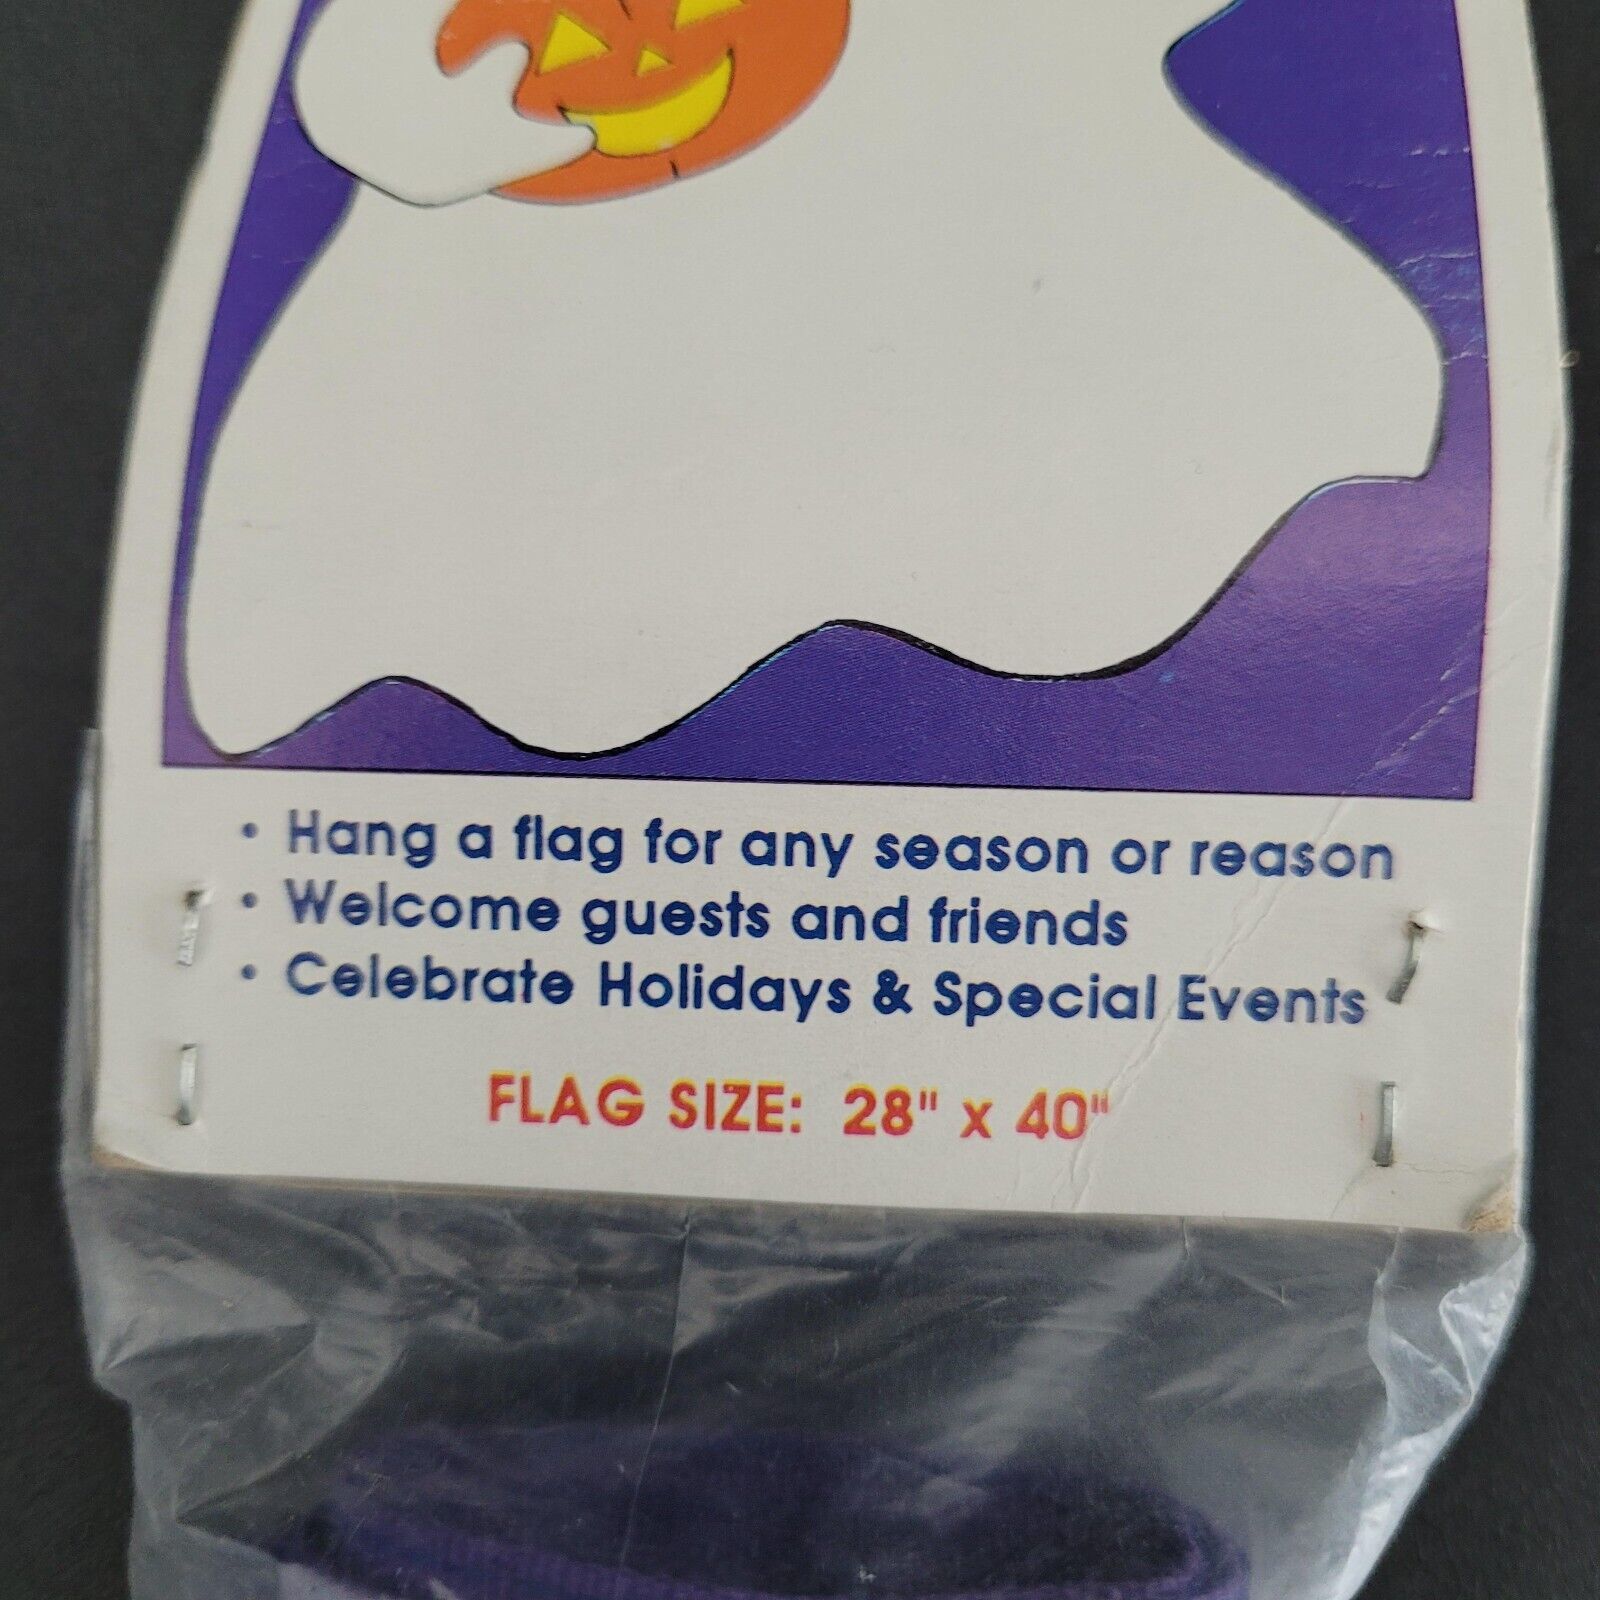 • Hang a flag for any season or reason
• Welcome guests and friends
• Celebrate Holidays & Special Events
FLAG SIZE: 28" x 40"